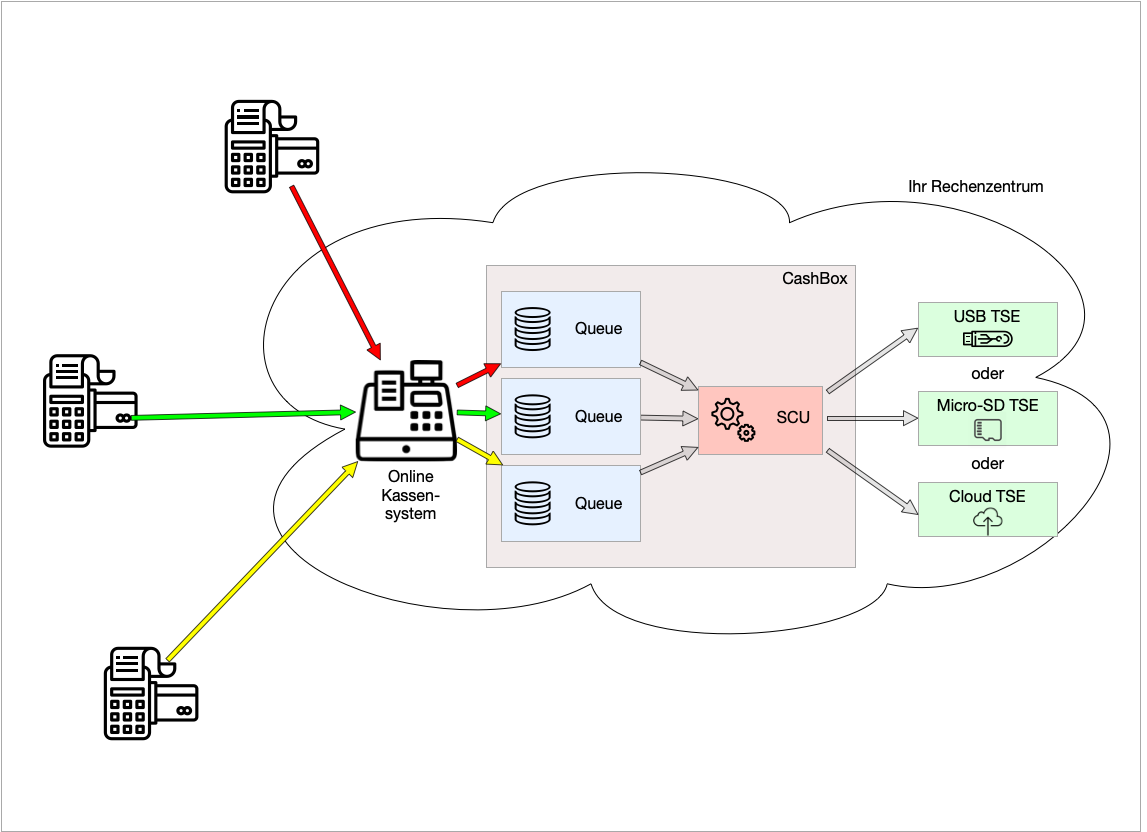 Ihr Rechenzentrum
CashBox
Queue
Queue
Queue
SCU
USB TSE
oder
Micro-SD TSE
oder
Cloud TSE
Online
Kassen-
system